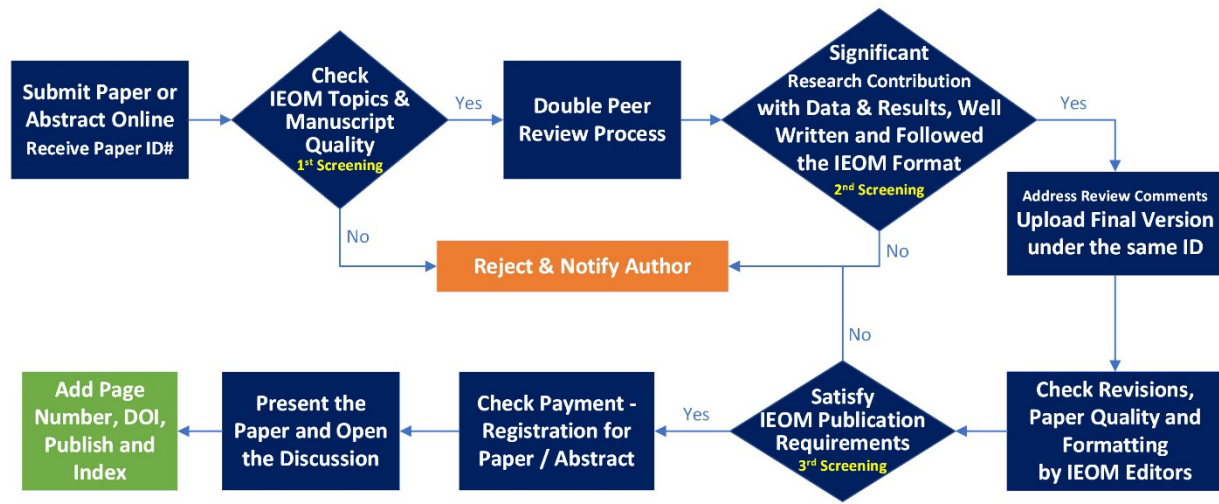 Submit Paper or
Abstract Online
Receive Paper ID#
Check
IEOM Topics &
Manuscript
Quality
1st Screening
Yes
No
Double Peer
Review Process
Significant
Research Contribution
with Data & Results, Well
Written and Followed
the IEOM Format
2nd Screening
Yes
No
Address Review Comments
Upload Final Version
under the same ID
Reject & Notify Author
Check Revisions,
Paper Quality and
Formatting
by IEOM Editors
Satisfy
IEOM Publication
Requirements
3rd Screening
No
Yes
Check Payment -
Registration for
Paper / Abstract
Present the
Paper and Open
the Discussion
Add Page
Number, DOI,
Publish and
Index